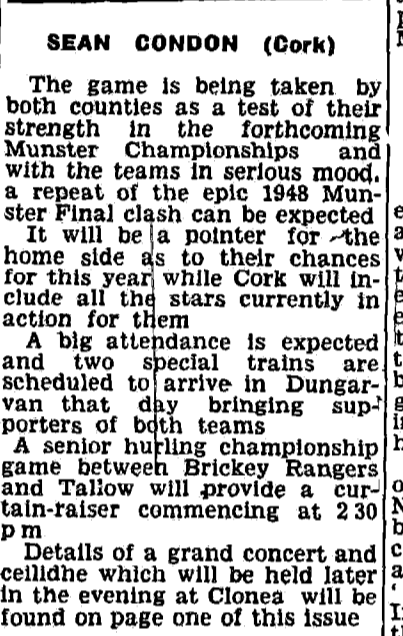 SEAN CONDON (Cork)
The game is being taken by
both counties as a test of their
strength in the forthcoming
Munster Championships and
with the teams in serious mood,
a repeat of the epic 1948 Mun-
ster Final clash can be expected
It will be a pointer for the
home side as to their chances
for this year while Cork will in-
clude all the stars currently in
action for them
A big attendance is expected
and two special trains are
scheduled to arrive in Dungar-
van that day bringing sup-
porters of both teams
A senior hurling championship
game between Brickey Rangers
and Tallow will provide a cur-
tain-raiser commencing at 2 30
p m
Details of a grand concert and
ceilidhe which will be held later
in the evening at Clonea will be
found on page one of this issue